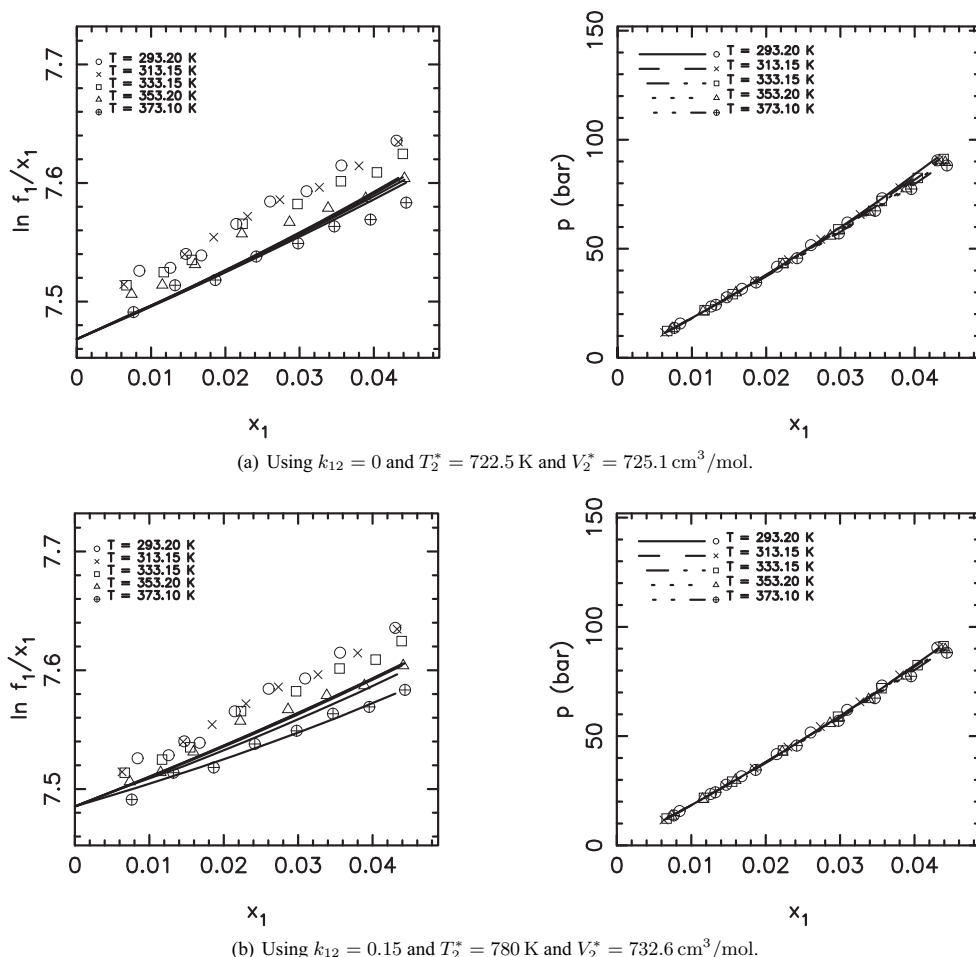 7.7
7.6
7.5
ln f1/x1
T = 293.20 K
T = 313.15 K
T = 333.15 K
T = 353.20 K
T = 373.10 K
0 0.01 0.02 0.03 0.04
x1
150
100
50
0
p (bar)
T = 293.20 K
T = 313.15 K
T = 333.15 K
T = 353.20 K
T = 373.10 K
0 0.01 0.02 0.03 0.04
x1
(a) Using k12 = 0 and T2* = 722.5 K and V2* = 725.1 cm³/mol.
7.7
7.6
7.5
ln f1/x1
T = 293.20 K
T = 313.15 K
T = 333.15 K
T = 353.20 K
T = 373.10 K
0 0.01 0.02 0.03 0.04
x1
150
100
50
0
p (bar)
T = 293.20 K
T = 313.15 K
T = 333.15 K
T = 353.20 K
T = 373.10 K
0 0.01 0.02 0.03 0.04
x1
(b) Using k12 = 0.15 and T2* = 780 K and V2* = 732.6 cm³/mol.